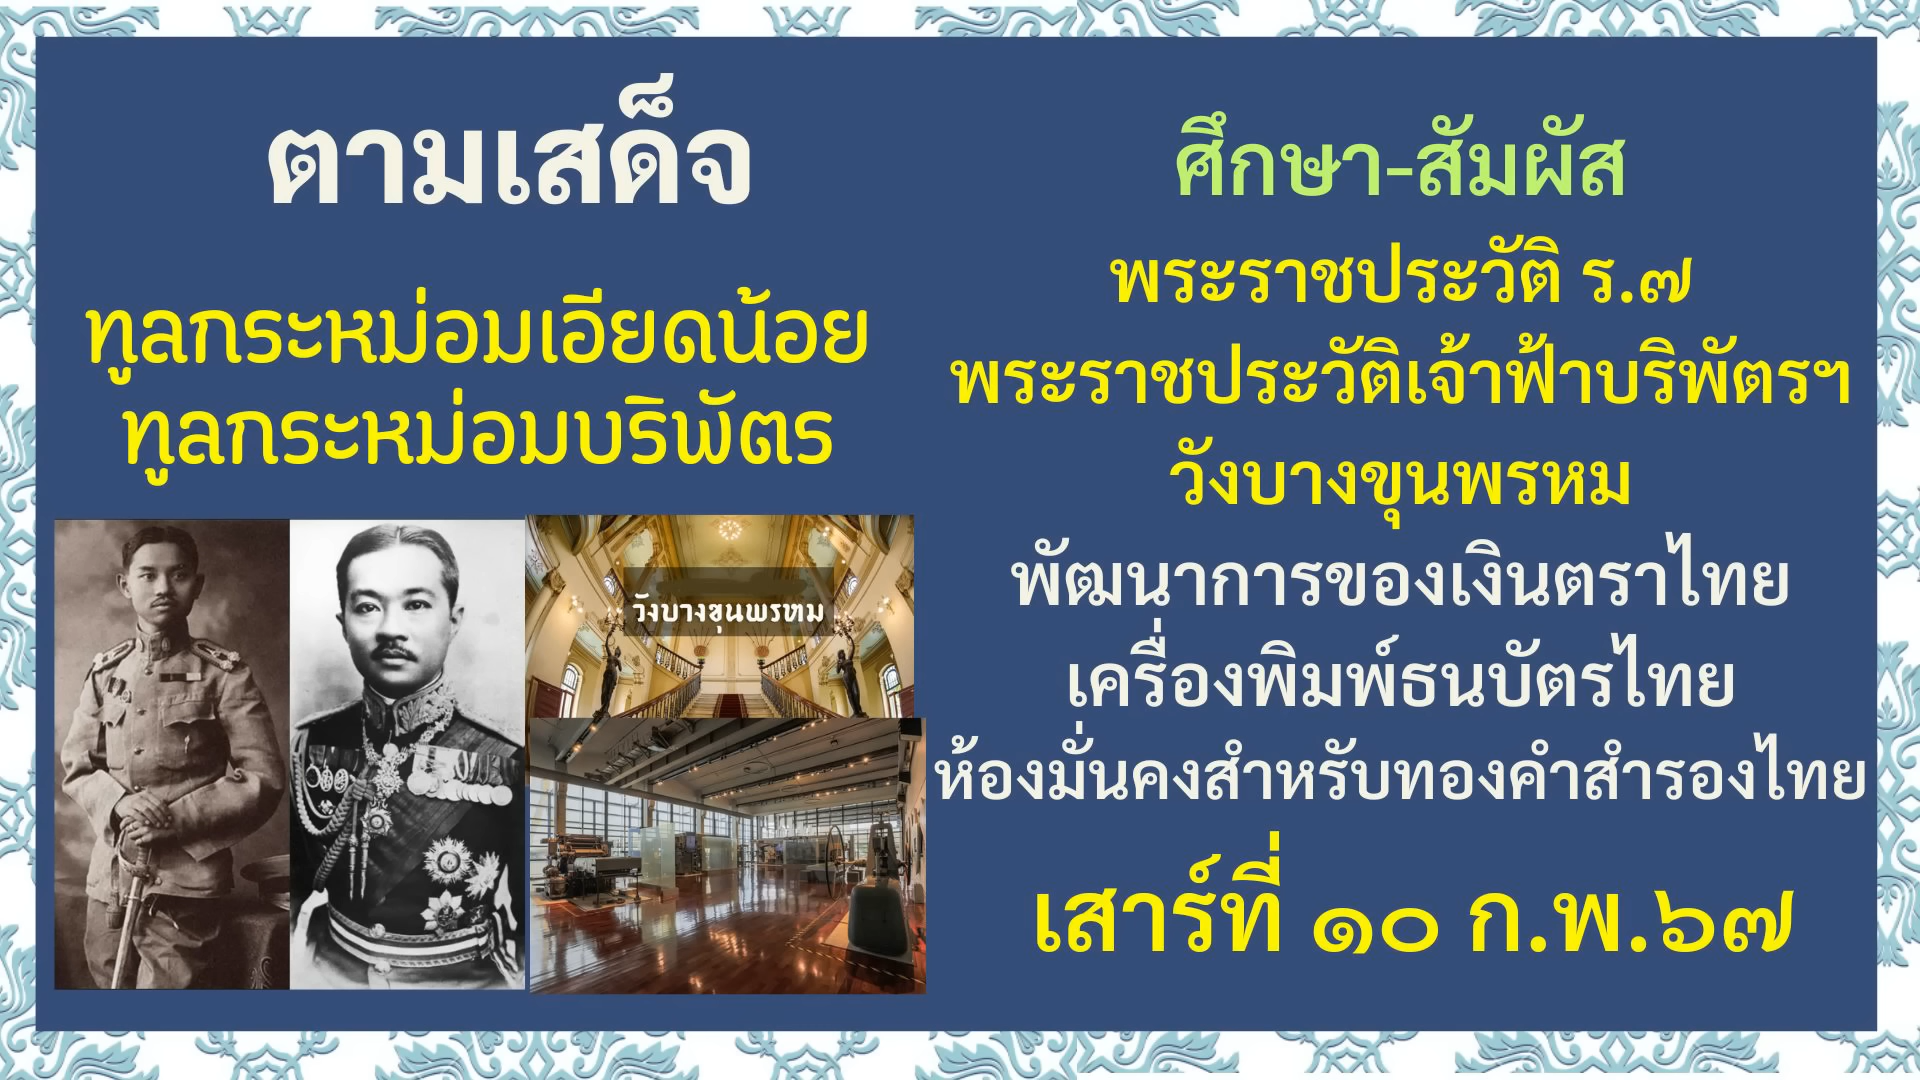 ตามเสด็จ
ทูลกระหม่อมเอียดน้อย
ทูลกระหม่อมบริพัตร
วังบางขุนพรหม
ศึกษา-สัมผัส
พระราชประวัติ ร.๗
พระราชประวัติเจ้าฟ้าบริพัตรฯ
วังบางขุนพรหม
พัฒนาการของเงินตราไทย
เครื่องพิมพ์ธนบัตรไทย
ห้องมั่นคงสำหรับทองคำสำรองไทย
เสาร์ที่ ๑๐ ก.พ.๖๗